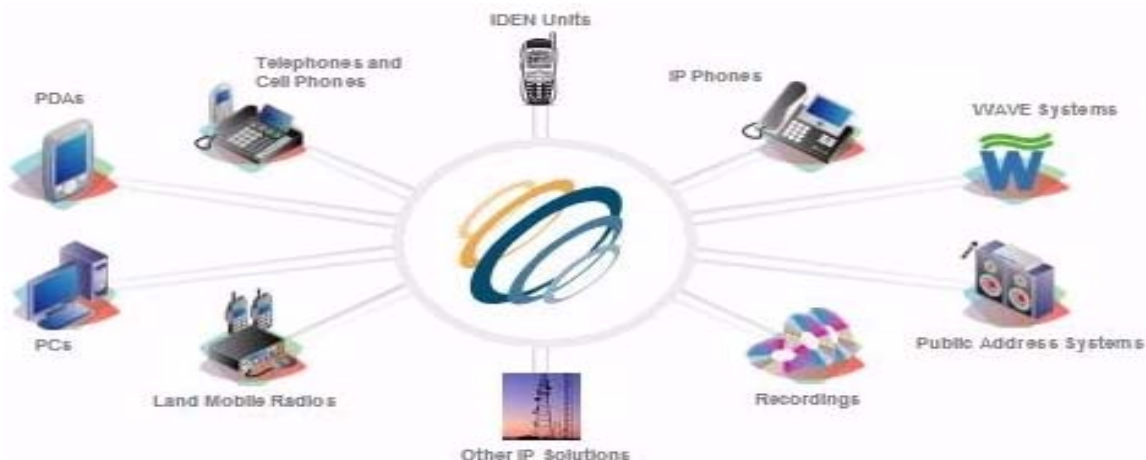 IDEN Units
Telephones and
Cell Phones
IP Phones
PDAs
WAVE Systems
W
PCs
Public Address Systems
Land Mobile Radios
Recordings
Other IP Solutions